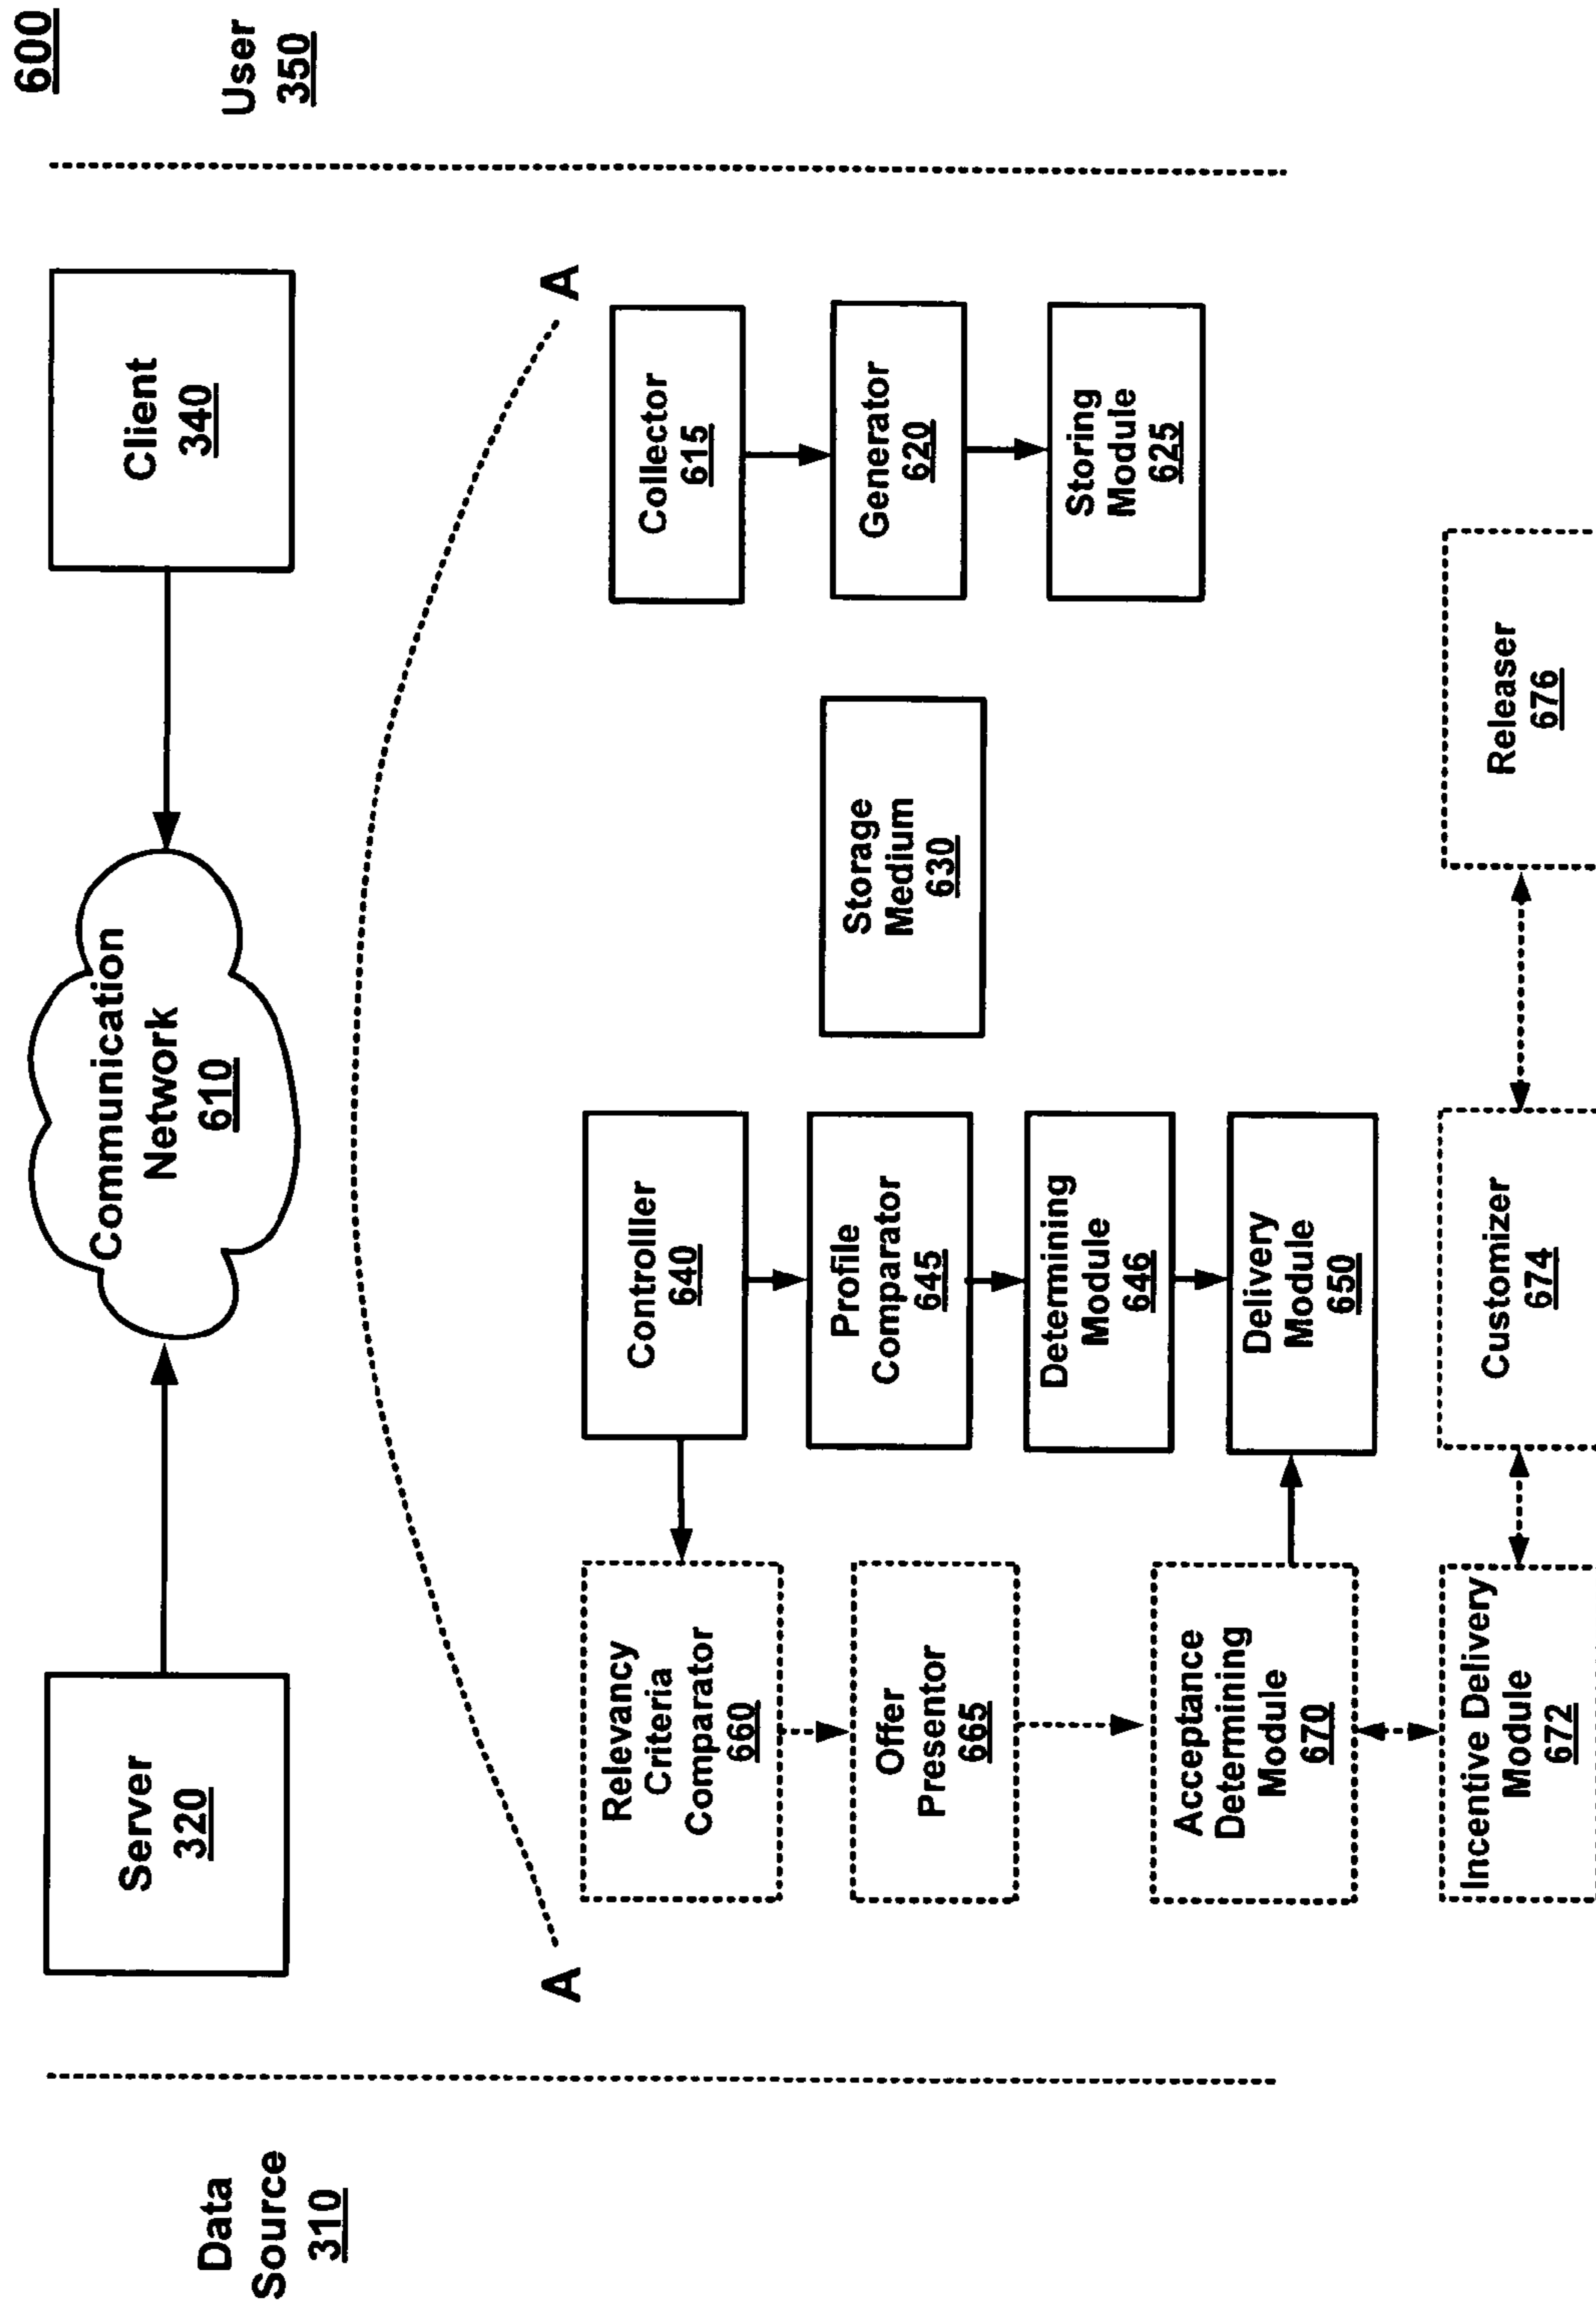 600
Data
Source
310
Server
320
Communication
Network
610
Client
340
User
350
A
A
Relevancy
Criteria
Comparator
660
Controller
640
Storage
Medium
630
Collector
615
Offer
Presentor
665
Profile
Comparator
645
Generator
620
Acceptance
Determining
Module
670
Determining
Module
646
Storing
Module
625
Delivery
Module
650
Incentive Delivery
Module
672
Customizer
674
Releaser
676